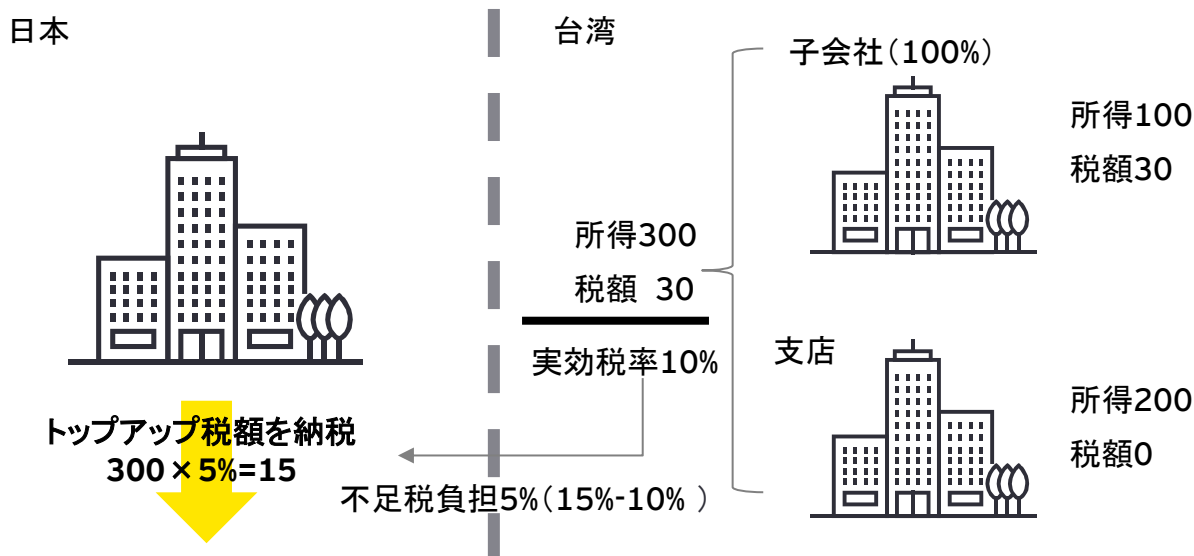 日本
台湾
子会社（100%）
所得100
税額30
所得300
税額 30
実効税率10%
支店
所得200
税額0
トップアップ税額を納税
300×5%=15
不足税負担5%（15%-10% ）